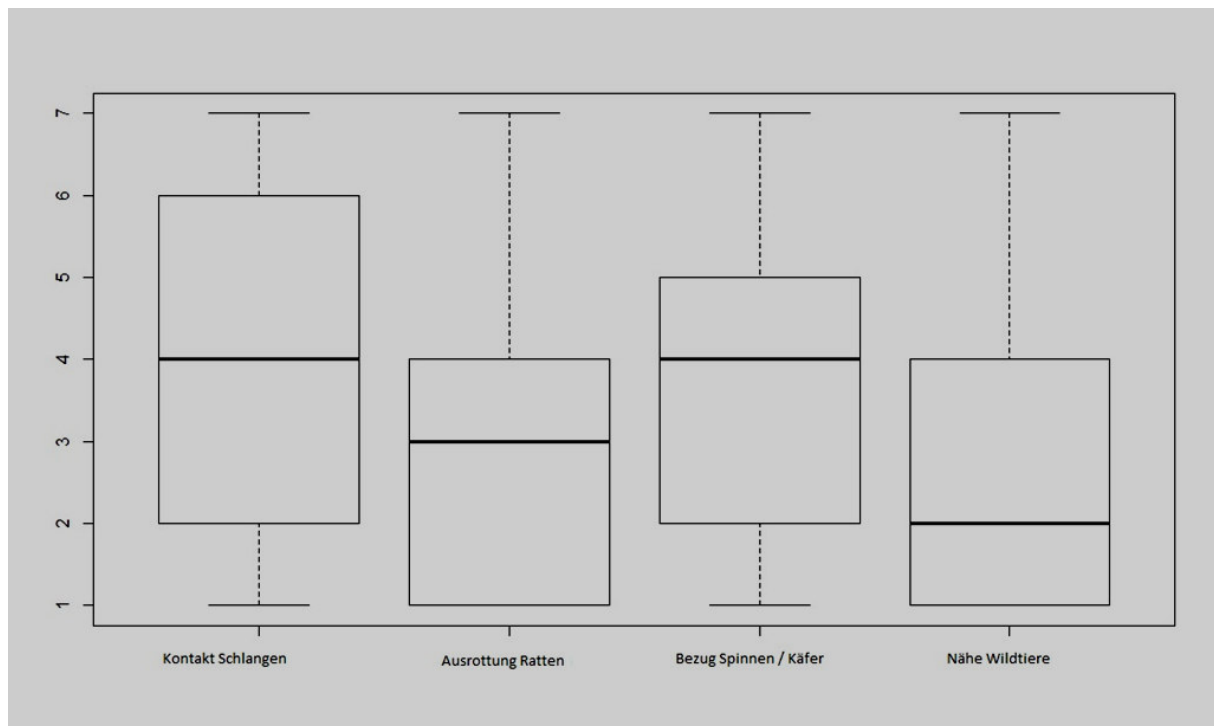 7
6
5
4
3
2
1
Kontakt Schlangen
Ausrottung Ratten
Bezug Spinnen / Käfer
Nähe Wildtiere